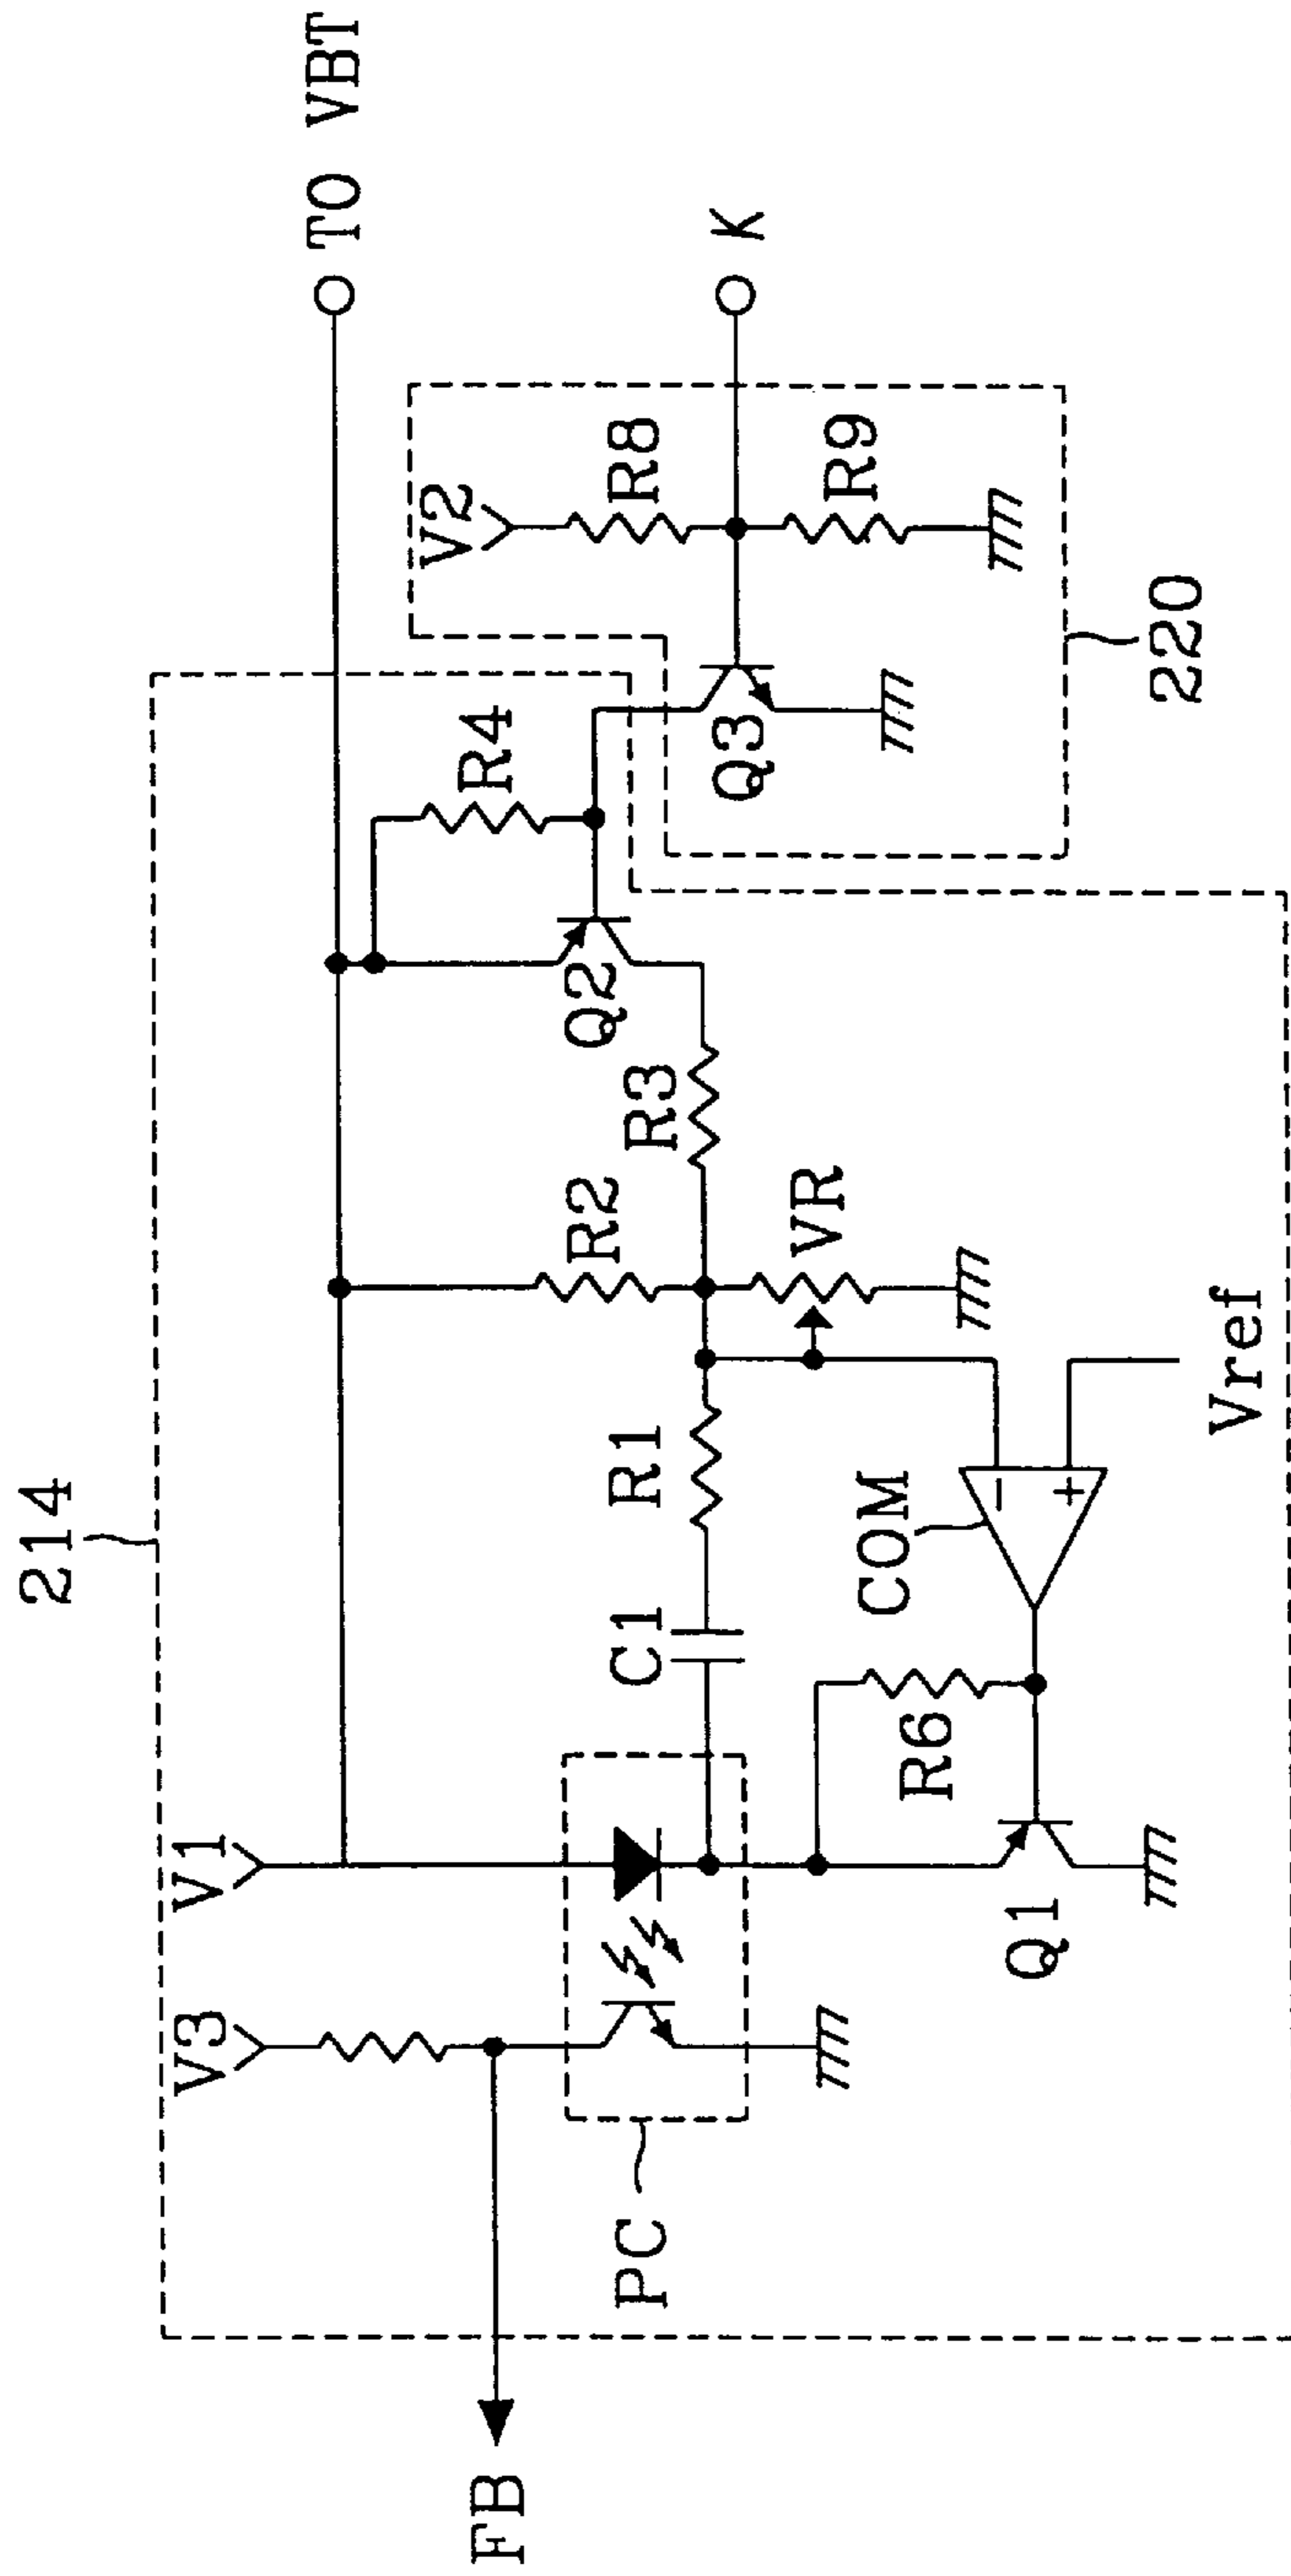 214
V3
V1
TO VBT
V2
R4
R8
K
R2
Q2
R3
FB
PC
C1
R1
VR
Q3
R9
R6
COM
−
+
Q1
Vref
220